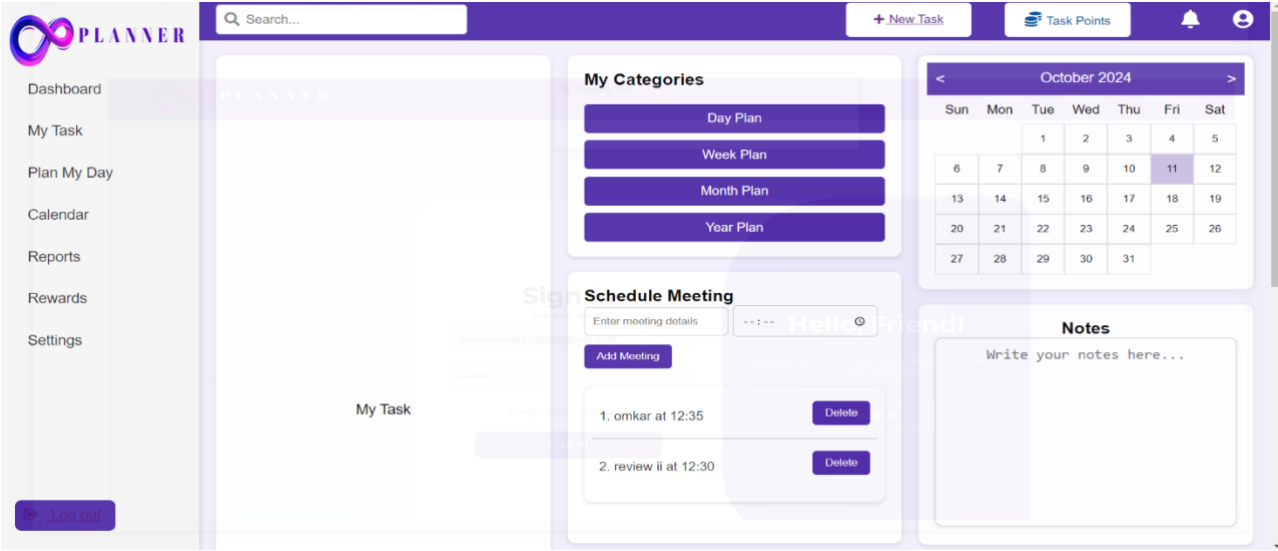 PLANNER
Search...
+ New Task
Task Points
Dashboard
My Task
Plan My Day
Calendar
Reports
Rewards
Settings
Log out
My Task
My Categories
Day Plan
Week Plan
Month Plan
Year Plan
Schedule Meeting
Enter meeting details
--:--
Add Meeting
1. omkar at 12:35
Delete
2. review ii at 12:30
Delete
< October 2024 >
Sun Mon Tue Wed Thu Fri Sat
1 2 3 4 5
6 7 8 9 10 11 12
13 14 15 16 17 18 19
20 21 22 23 24 25 26
27 28 29 30 31
Notes
Write your notes here...
PLANNER
Sign
Hello, Friend!